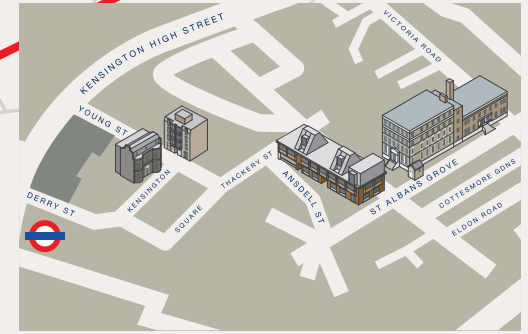 KENSINGTON HIGH STREET
VICTORIA ROAD
YOUNG ST
THACKERY ST
KENSINGTON
SQUARE
ANSDELL ST
ST ALBANS GROVE
COTTESMORE GDNS
ELDON ROAD
DERRY ST